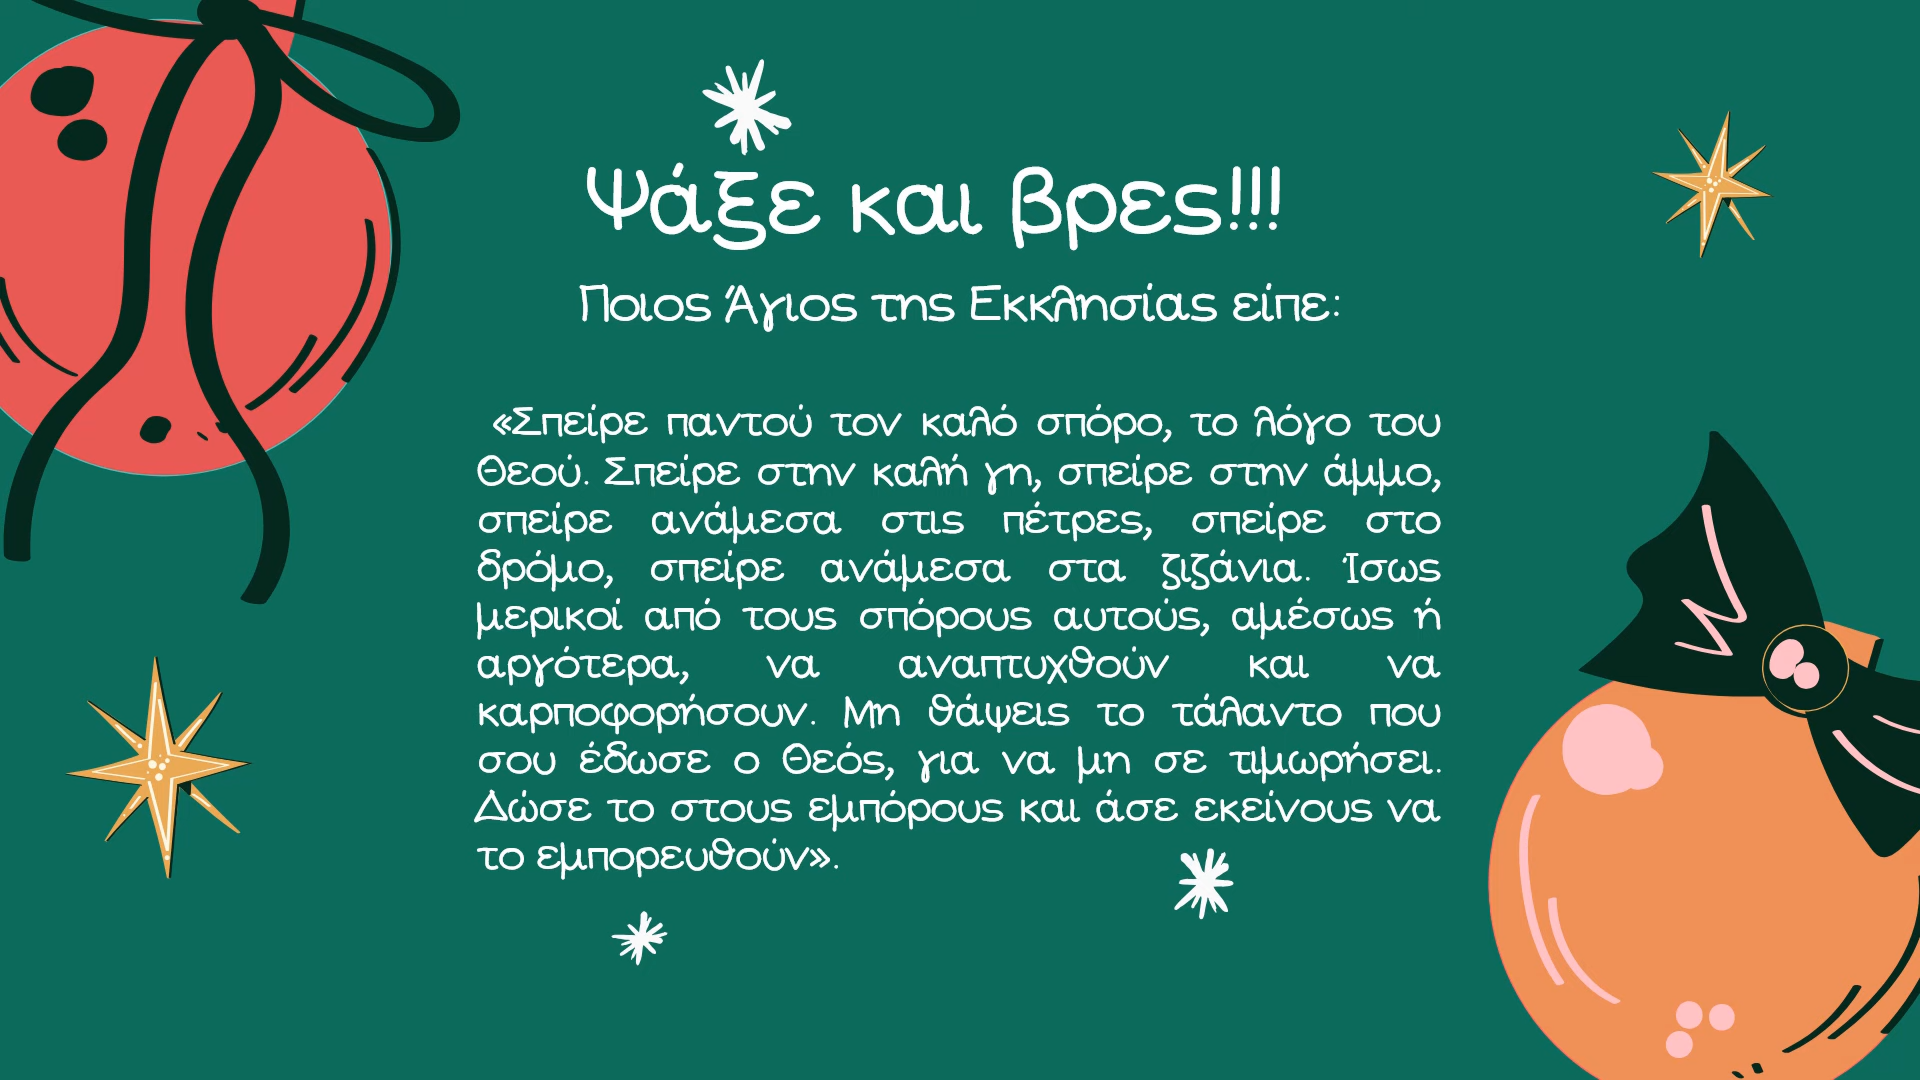 Ψάξε και βρες!!!
Ποιος Άγιος της Εκκλησίας είπε:
«Σπείρε παντού τον καλό σπόρο, το λόγο του
Θεού. Σπείρε στην καλή γη, σπείρε στην άμμο,
σπείρε ανάμεσα στις πέτρες, σπείρε στο
δρόμο, σπείρε ανάμεσα στα ζιζάνια. Ίσως
μερικοί από τους σπόρους αυτούς, αμέσως ή
αργότερα, να αναπτυχθούν και να
καρποφορήσουν. Μη θάψεις το τάλαντο που
σου έδωσε ο Θεός, για να μη σε τιμωρήσει.
Δώσε το στους εμπόρους και άσε εκείνους να
το εμπορευθούν».